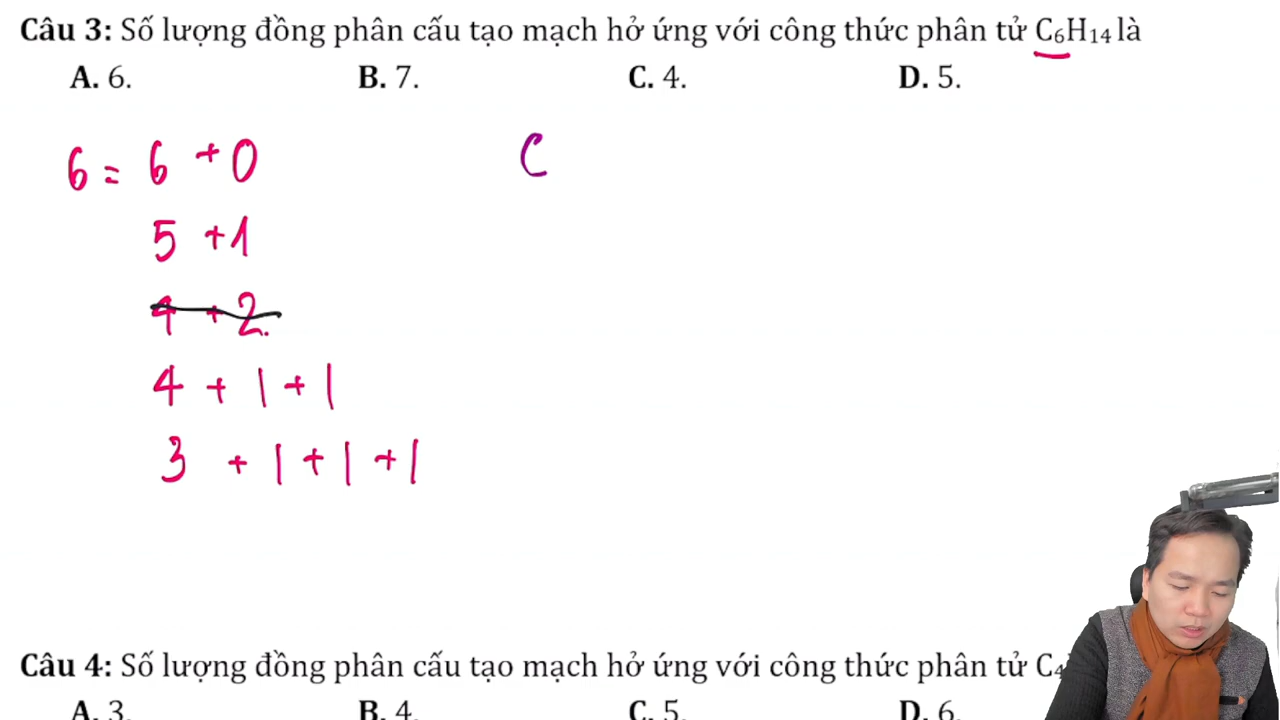 Câu 3: Số lượng đồng phân cấu tạo mạch hở ứng với công thức phân tử C₆H₁₄ là
A. 6. B. 7. C. 4. D. 5.
6 = 6 + 0
C
5 + 1
4 + 2.
4 + 1 + 1
3 + 1 + 1 + 1
Câu 4: Số lượng đồng phân cấu tạo mạch hở ứng với công thức phân tử C₄
A. 3. B. 4. C. 5. D. 6.